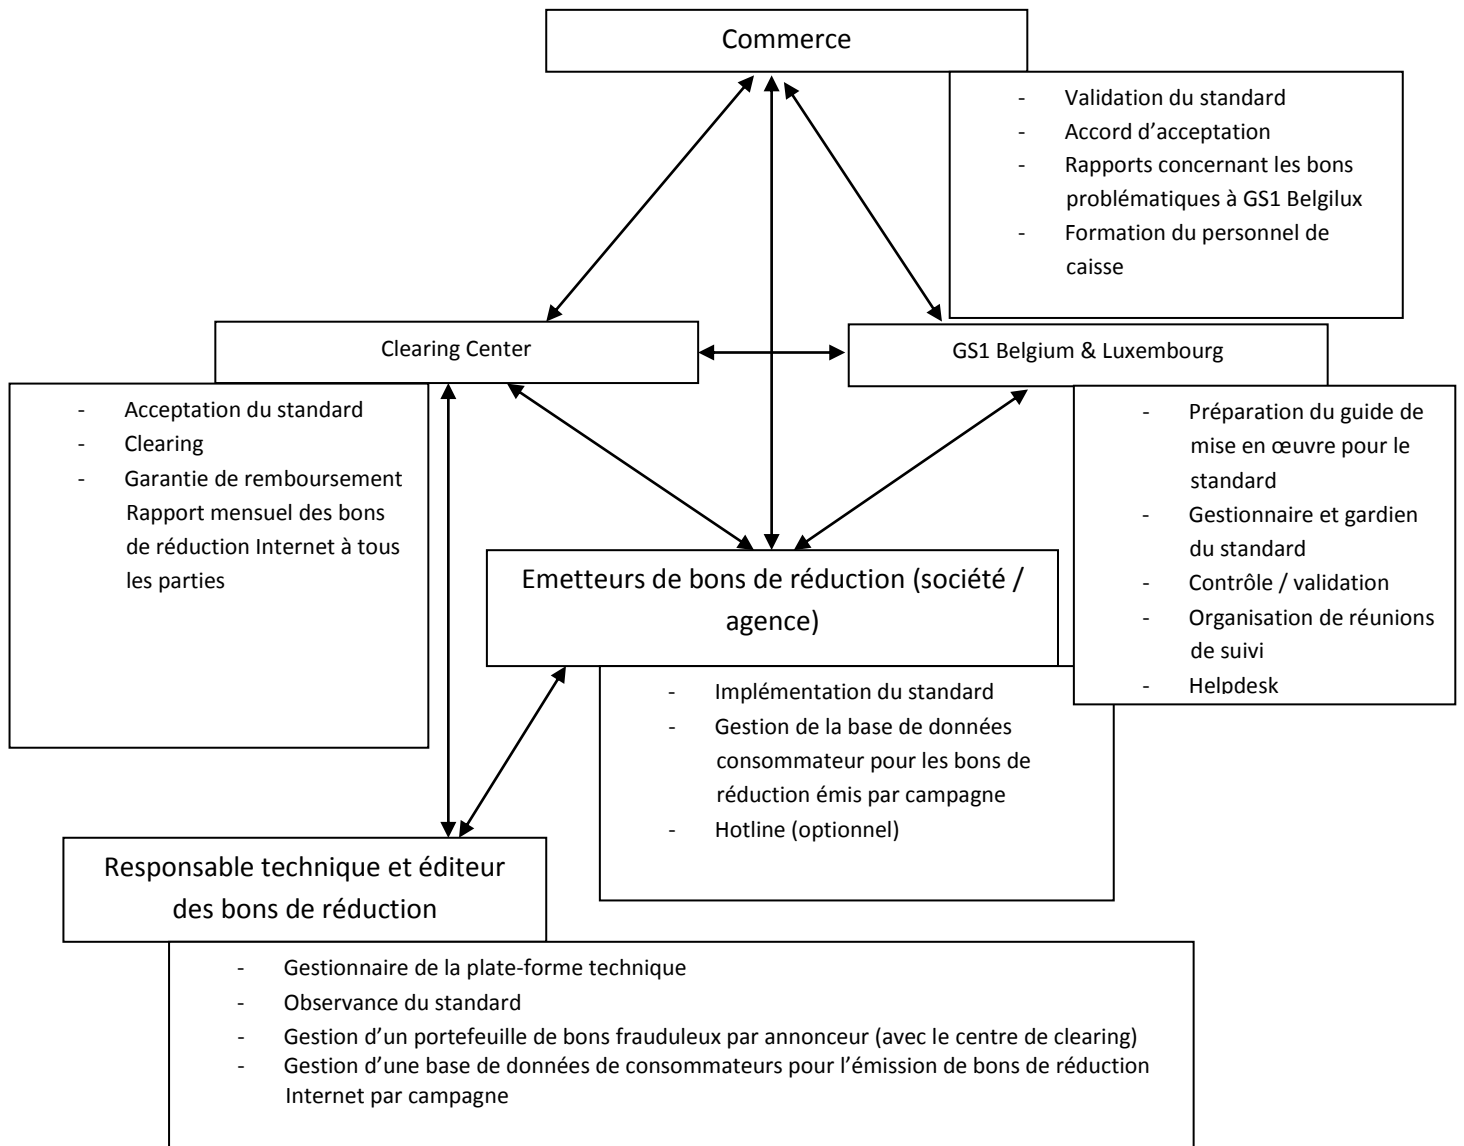 Commerce
- Validation du standard
- Accord d’acceptation
- Rapports concernant les bons
problématiques à GS1 Belgilux
- Formation du personnel de
caisse
Clearing Center
GS1 Belgium & Luxembourg
- Acceptation du standard
- Clearing
- Garantie de remboursement
Rapport mensuel des bons
de réduction Internet à tous
les parties
- Préparation du guide de
mise en œuvre pour le
standard
- Gestionnaire et gardien
du standard
- Contrôle / validation
- Organisation de réunions
de suivi
- Helpdesk
Emetteurs de bons de réduction (société /
agence)
- Implémentation du standard
- Gestion de la base de données
consommateur pour les bons de
réduction émis par campagne
- Hotline (optionnel)
Responsable technique et éditeur
des bons de réduction
- Gestionnaire de la plate-forme technique
- Observance du standard
- Gestion d’un portefeuille de bons frauduleux par annonceur (avec le centre de clearing)
- Gestion d’une base de données de consommateurs pour l’émission de bons de réduction
Internet par campagne